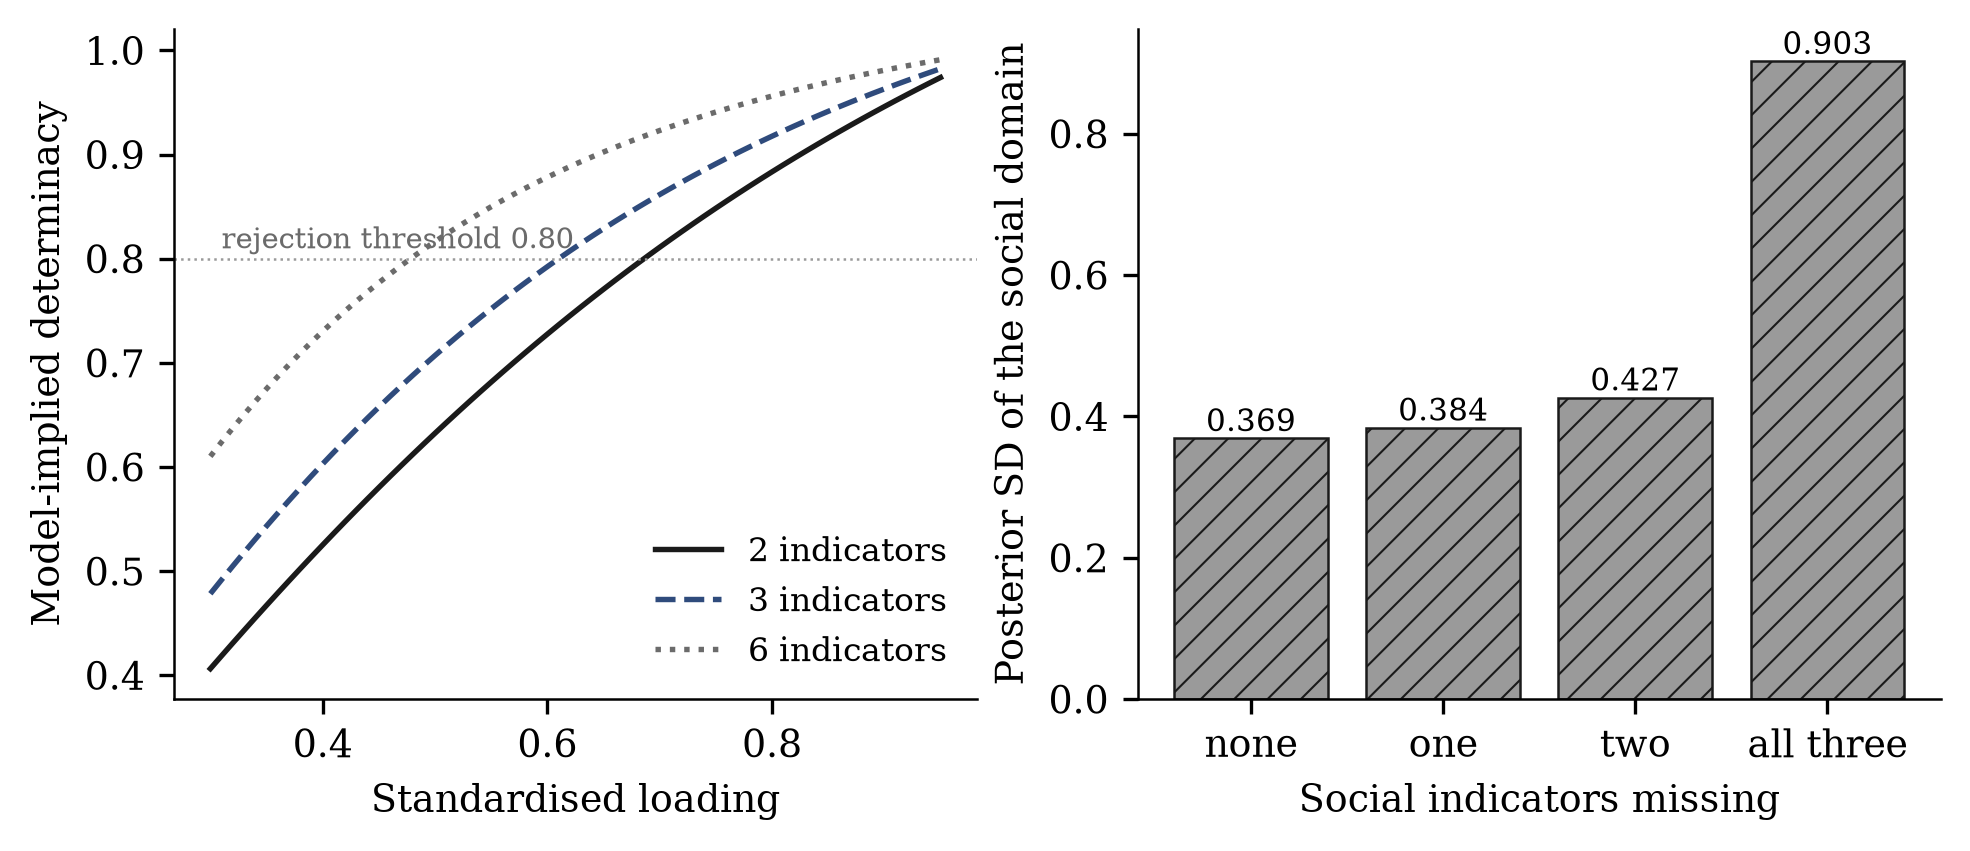 Model-implied determinacy
1.0
0.9
0.8
0.7
0.6
0.5
0.4
rejection threshold 0.80
2 indicators
3 indicators
6 indicators
0.4 0.6 0.8
Standardised loading
Posterior SD of the social domain
0.8
0.6
0.4
0.2
0.0
0.369
0.384
0.427
0.903
none one two all three
Social indicators missing